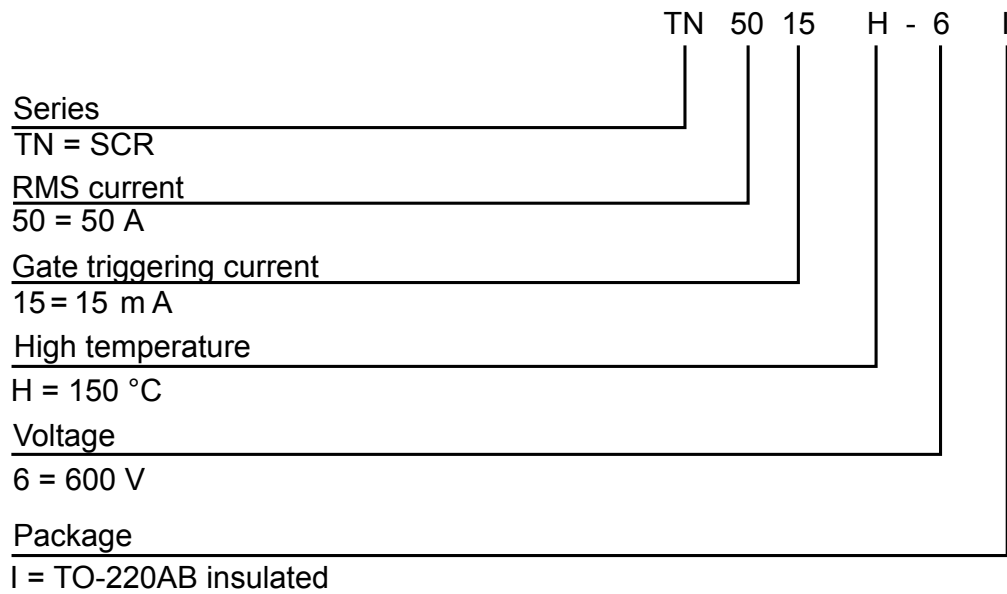 TN 50 15 H - 6 I
Series
TN = SCR
RMS current
50 = 50 A
Gate triggering current
15 = 15 m A
High temperature
H = 150 °C
Voltage
6 = 600 V
Package
I = TO-220AB insulated